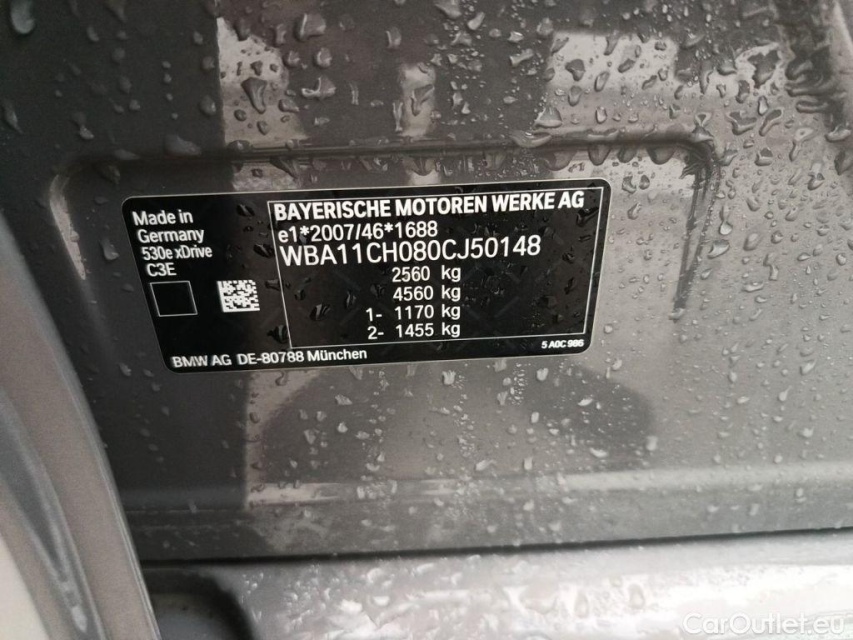 Made in
Germany
530e xDrive
C3E
BAYERISCHE MOTOREN WERKE AG
e1*2007/46*1688
WBA11CH080CJ50148
2560 kg
4560 kg
1- 1170 kg
2- 1455 kg
5 A0C 986
BMW AG DE-80788 München
CarOutlet.eu